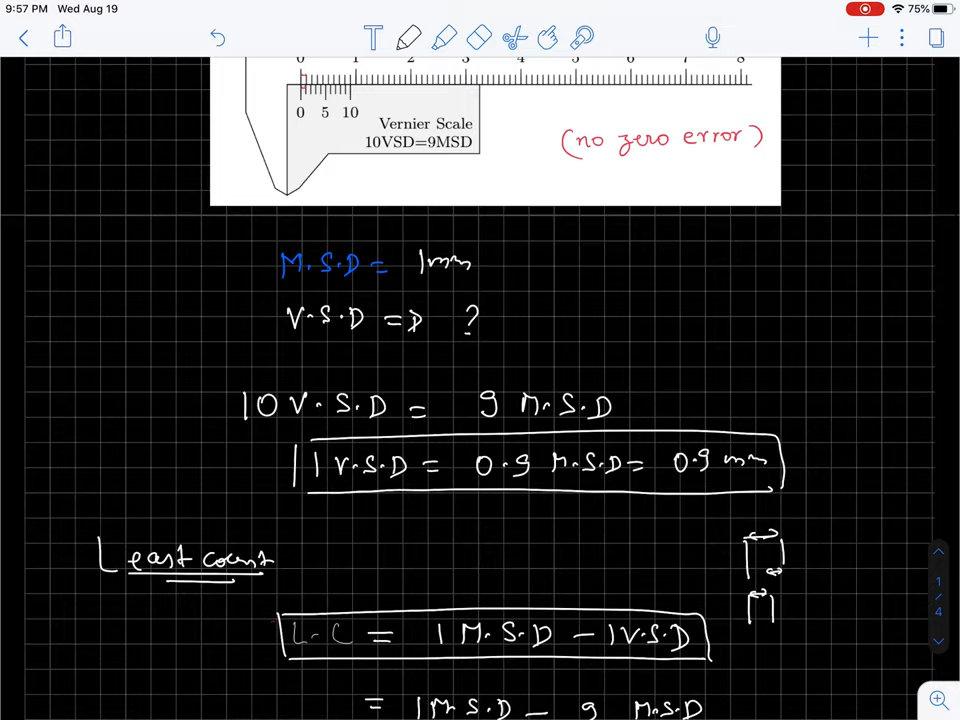 9:57 PM Wed Aug 19
75%
T
0 1 2 3 4 5 6 7 8
0 5 10
Vernier Scale
10VSD=9MSD
(no zero error)
M.S.D = 1mm
V.S.D = ?
10 V.S.D = 9 M.S.D
1 V.S.D = 0.9 M.S.D = 0.9 mm
Least count
L.C = 1 M.S.D - 1 V.S.D
= 1 M.S.D - 9 M.S.D
1
/
4